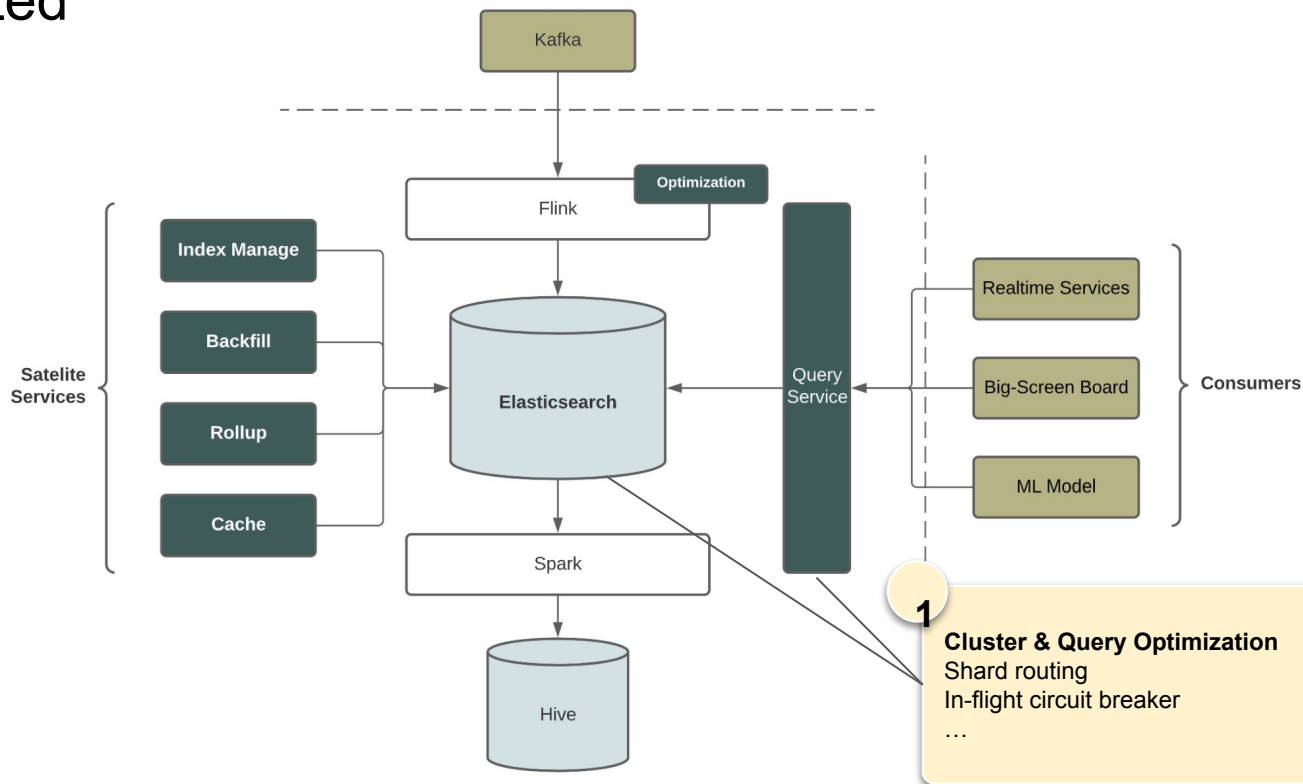 Kafka
Optimization
Flink
Index Manage
Backfill
Rollup
Cache
Satelite
Services
Elasticsearch
Query
Service
Realtime Services
Big-Screen Board
ML Model
Consumers
Spark
Hive
1
Cluster & Query Optimization
Shard routing
In-flight circuit breaker
…